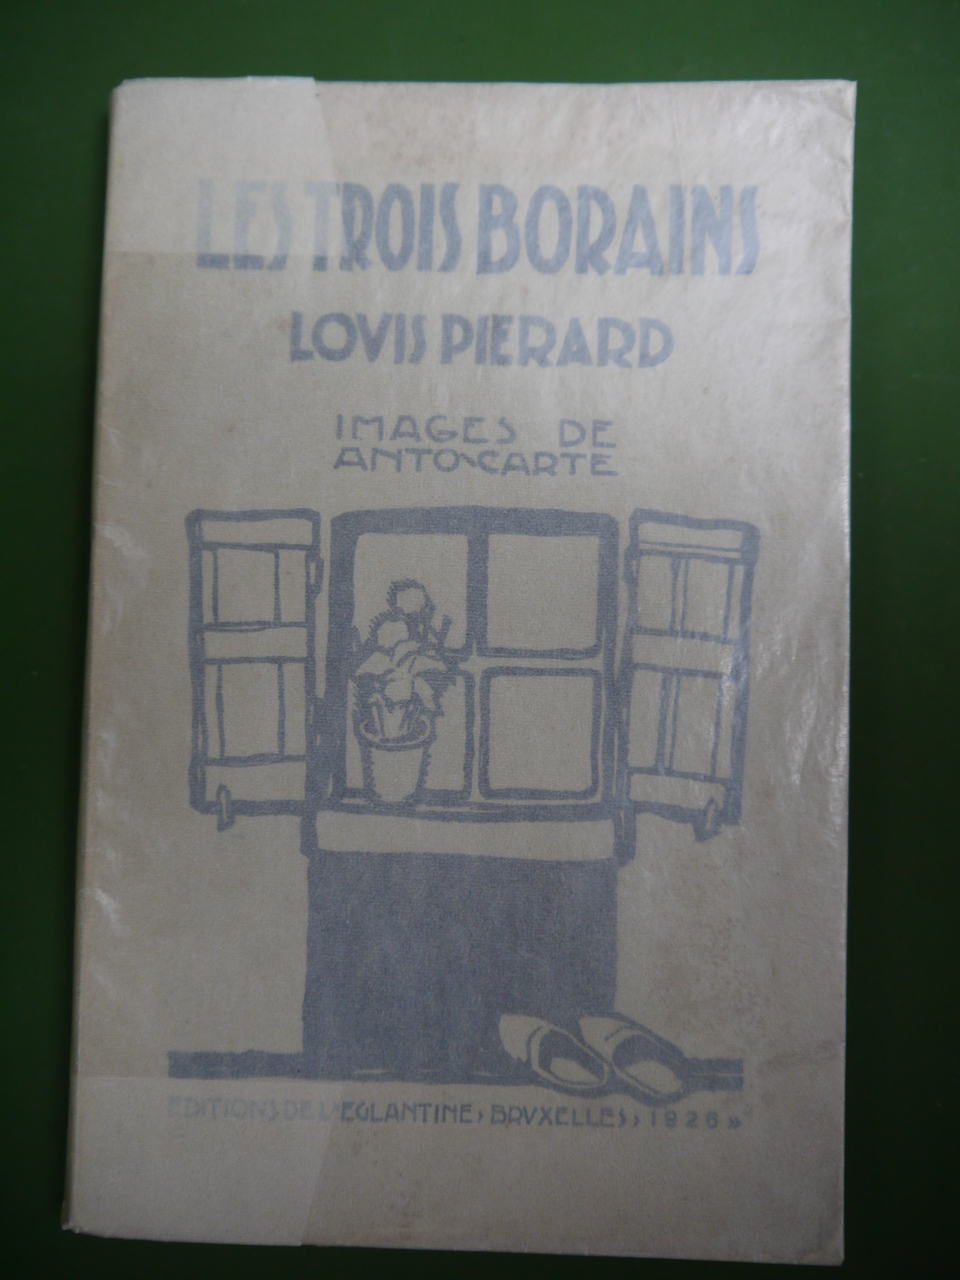 LES TROIS BORAINS
LOVIS PIERARD
IMAGES DE
ANTO-CARTE
EDITIONS DE L'EGLANTINE, BRVXELLES, 1926»